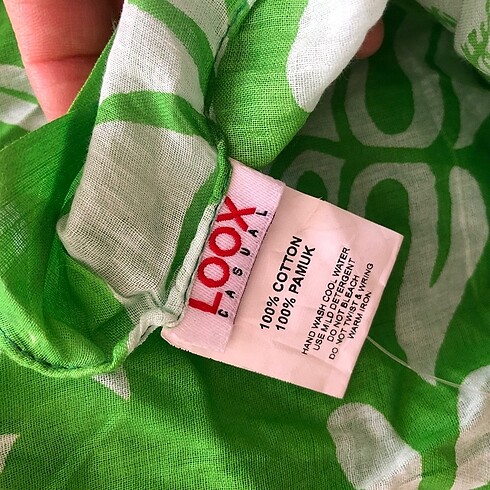 LOOX
CASUAL
100% COTTON
100% PAMUK
HAND WASH COOL WATER
USE MILD DETERGENT
DO NOT BLEACH
DO NOT TWIST & WRING
WARM IRON